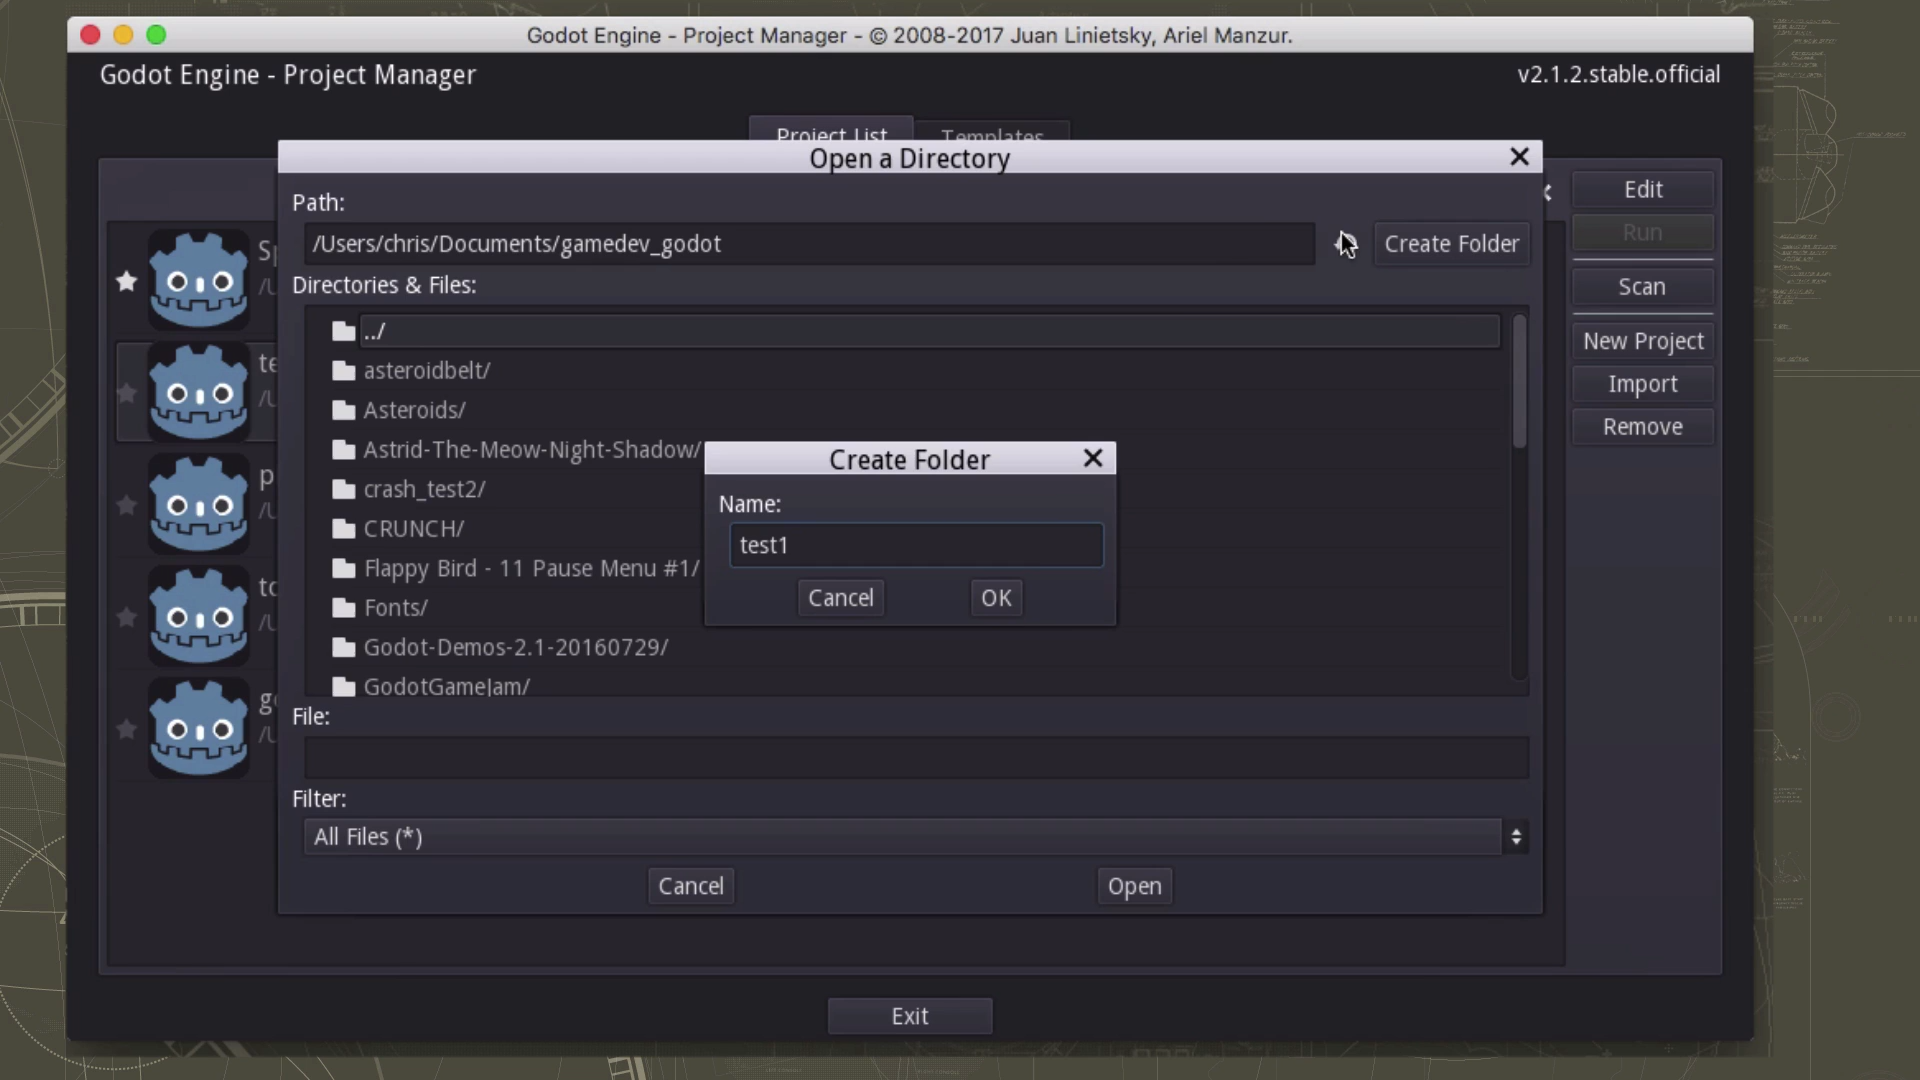 Godot Engine - Project Manager - © 2008-2017 Juan Linietsky, Ariel Manzur.
Godot Engine - Project Manager
v2.1.2.stable.official
Project List
Templates
Open a Directory
Path:
/Users/chris/Documents/gamedev_godot
Create Folder
Directories & Files:
../
asteroidbelt/
Asteroids/
Astrid-The-Meow-Night-Shadow/
crash_test2/
CRUNCH/
Flappy Bird - 11 Pause Menu #1/
Fonts/
Godot-Demos-2.1-20160729/
GodotGameJam/
Create Folder
Name:
test1
Cancel
OK
File:
Filter:
All Files (*)
Cancel
Open
Edit
Run
Scan
New Project
Import
Remove
Exit